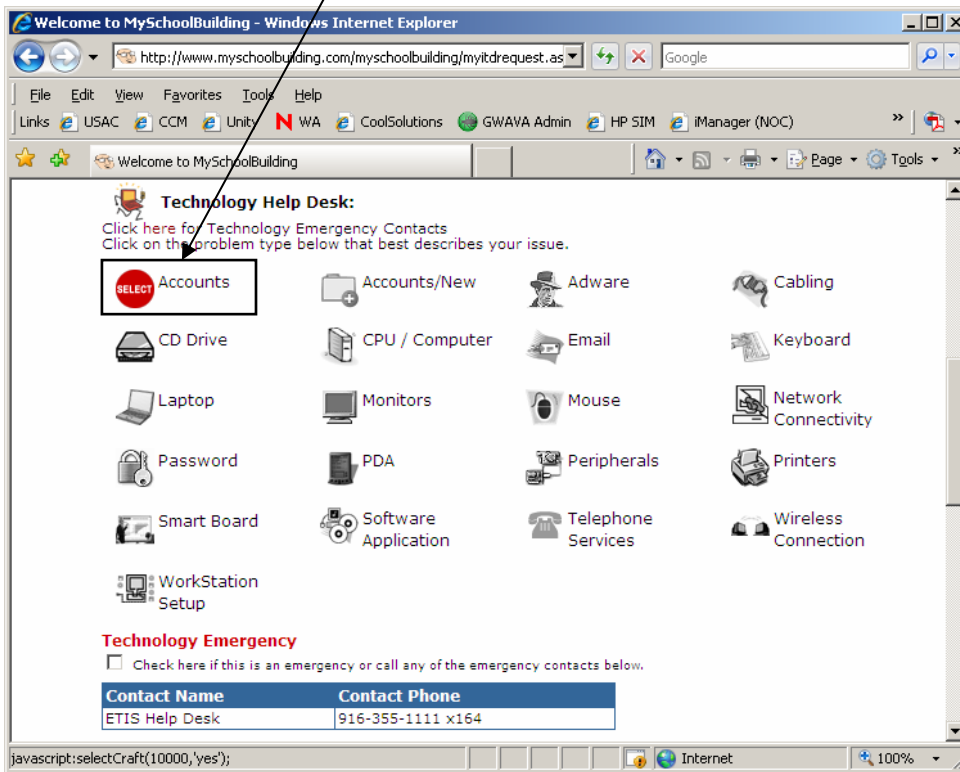 Welcome to MySchoolBuilding - Windows Internet Explorer
http://www.myschoolbuilding.com/myschoolbuilding/myitdrequest.as
Google
File Edit View Favorites Tools Help
Links USAC CCM Unity N WA CoolSolutions GWAVA Admin HP SIM iManager (NOC) »
Welcome to MySchoolBuilding Page Tools »
Technology Help Desk:
Click here for Technology Emergency Contacts
Click on the problem type below that best describes your issue.
SELECT Accounts Accounts/New Adware Cabling
CD Drive CPU / Computer Email Keyboard
Laptop Monitors Mouse Network
Connectivity
Password PDA Peripherals Printers
Smart Board Software Telephone Wireless
Application Services Connection
WorkStation
Setup
Technology Emergency
Check here if this is an emergency or call any of the emergency contacts below.
Contact Name Contact Phone
ETIS Help Desk 916-355-1111 x164
javascript:selectCraft(10000,'yes'); Internet 100%